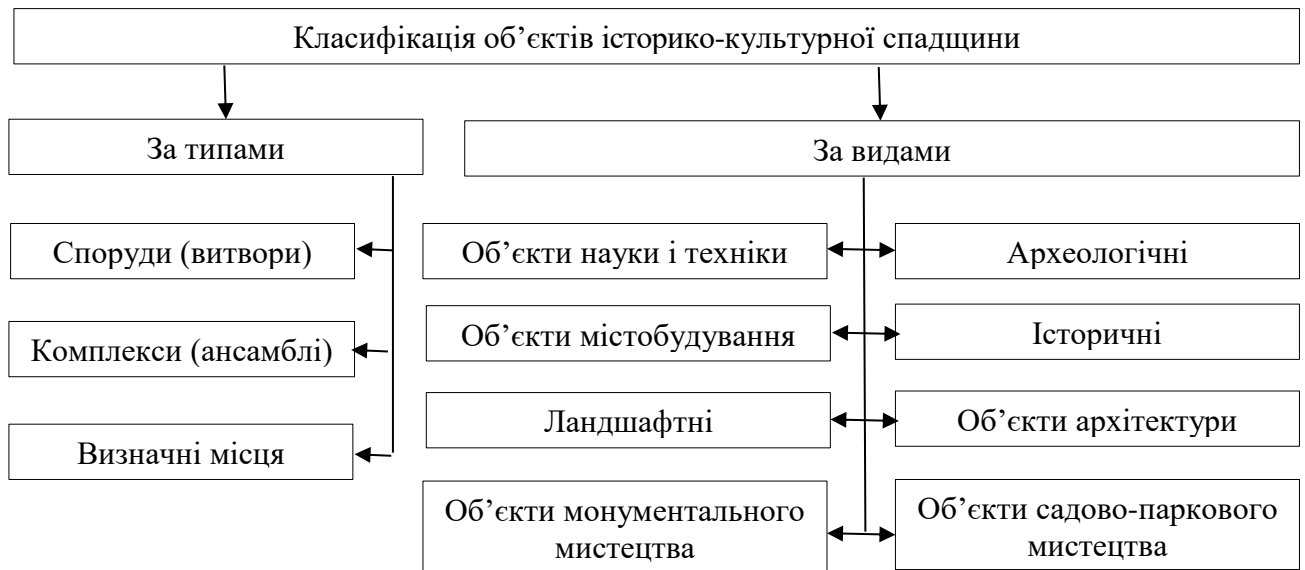 Класифікація об’єктів історико-культурної спадщини
За типами
За видами
Споруди (витвори)
Об’єкти науки і техніки
Археологічні
Комплекси (ансамблі)
Об’єкти містобудування
Історичні
Визначні місця
Ландшафтні
Об’єкти архітектури
Об’єкти монументального
мистецтва
Об’єкти садово-паркового
мистецтва